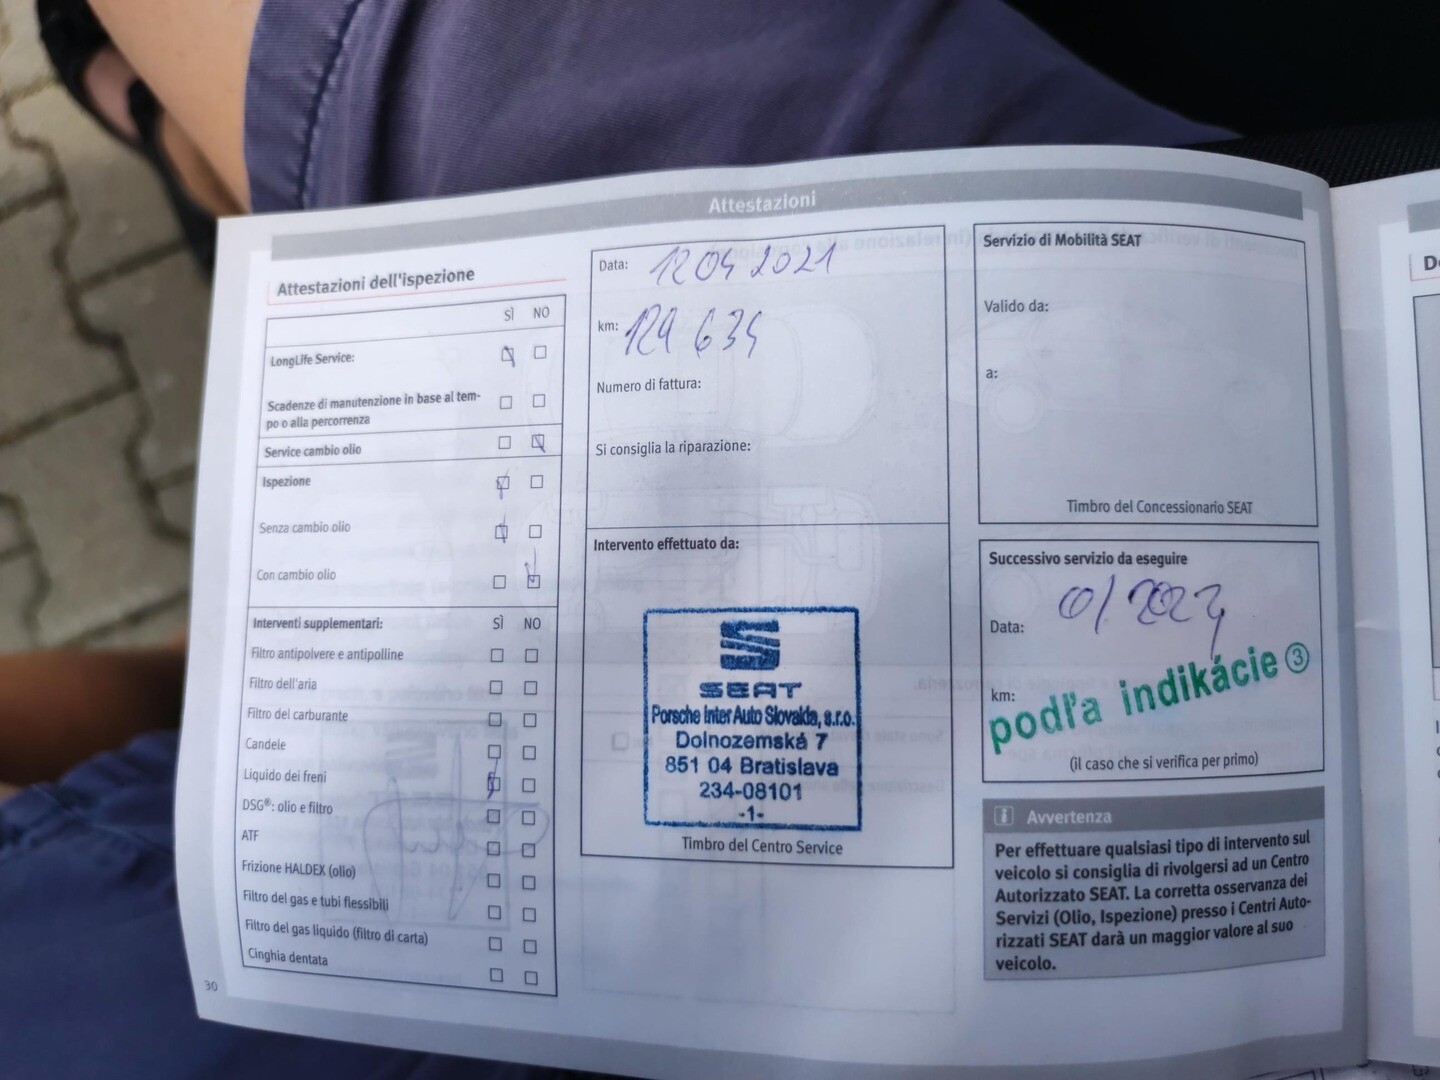 Attestazioni
Attestazioni dell'ispezione
SÌ NO
LongLife Service:
Scadenze di manutenzione in base al tem-
po o alla percorrenza
Service cambio olio
Ispezione
Senza cambio olio
Con cambio olio
Interventi supplementari: SÌ NO
Filtro antipolvere e antipolline
Filtro dell'aria
Filtro del carburante
Candele
Liquido dei freni
DSG®: olio e filtro
ATF
Frizione HALDEX (olio)
Filtro del gas e tubi flessibili
Filtro del gas liquido (filtro di carta)
Cinghia dentata
30
Data: 12 04 2021
km: 129 634
Numero di fattura:
Si consiglia la riparazione:
Intervento effettuato da:
SEAT
Porsche Inter Auto Slovakia, s.r.o.
Dolnozemská 7
851 04 Bratislava
234-08101
-1-
Timbro del Centro Service
Servizio di Mobilità SEAT
Valido da:
a:
Timbro del Concessionario SEAT
Successivo servizio da eseguire
Data:
km:
podľa indikácie 3
(il caso che si verifica per primo)
i Avvertenza
Per effettuare qualsiasi tipo di intervento sul
veicolo si consiglia di rivolgersi ad un Centro
Autorizzato SEAT. La corretta osservanza dei
Servizi (Olio, Ispezione) presso i Centri Auto-
rizzati SEAT darà un maggior valore al suo
veicolo.